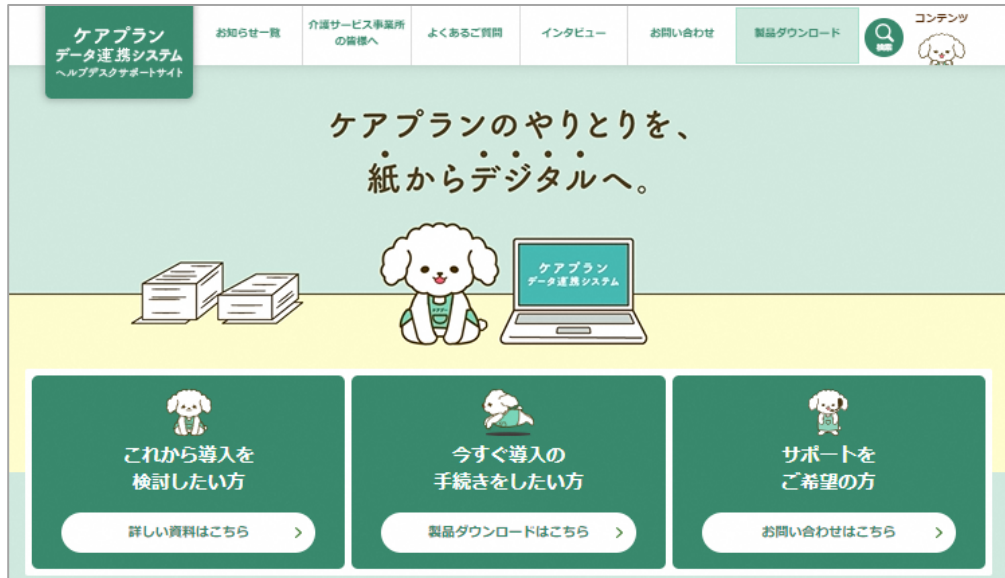 ケアプラン
データ連携システム
ヘルプデスクサポートサイト
お知らせ一覧
介護サービス事業所
の皆様へ
よくあるご質問
インタビュー
お問い合わせ
製品ダウンロード
検索
コンテンツ
ケアプランのやりとりを、
紙からデジタルへ。
ケアプラン
データ連携システム
これから導入を
検討したい方
詳しい資料はこちら
今すぐ導入の
手続きをしたい方
製品ダウンロードはこちら
サポートを
ご希望の方
お問い合わせはこちら